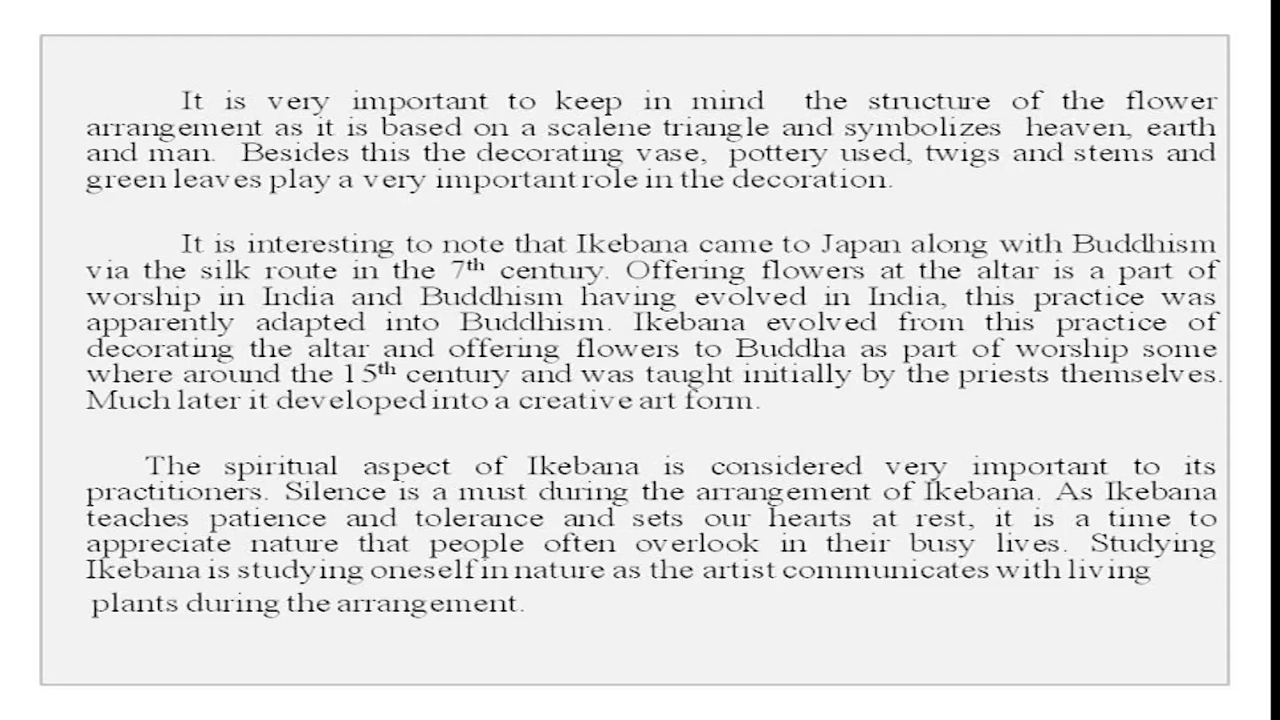 It is very important to keep in mind the structure of the flower
arrangement as it is based on a scalene triangle and symbolizes heaven, earth
and man. Besides this the decorating vase, pottery used, twigs and stems and
green leaves play a very important role in the decoration.
It is interesting to note that Ikebana came to Japan along with Buddhism
via the silk route in the 7th century. Offering flowers at the altar is a part of
worship in India and Buddhism having evolved in India, this practice was
apparently adapted into Buddhism. Ikebana evolved from this practice of
decorating the altar and offering flowers to Buddha as part of worship some
where around the 15th century and was taught initially by the priests themselves.
Much later it developed into a creative art form.
The spiritual aspect of Ikebana is considered very important to its
practitioners. Silence is a must during the arrangement of Ikebana. As Ikebana
teaches patience and tolerance and sets our hearts at rest, it is a time to
appreciate nature that people often overlook in their busy lives. Studying
Ikebana is studying oneself in nature as the artist communicates with living
plants during the arrangement.